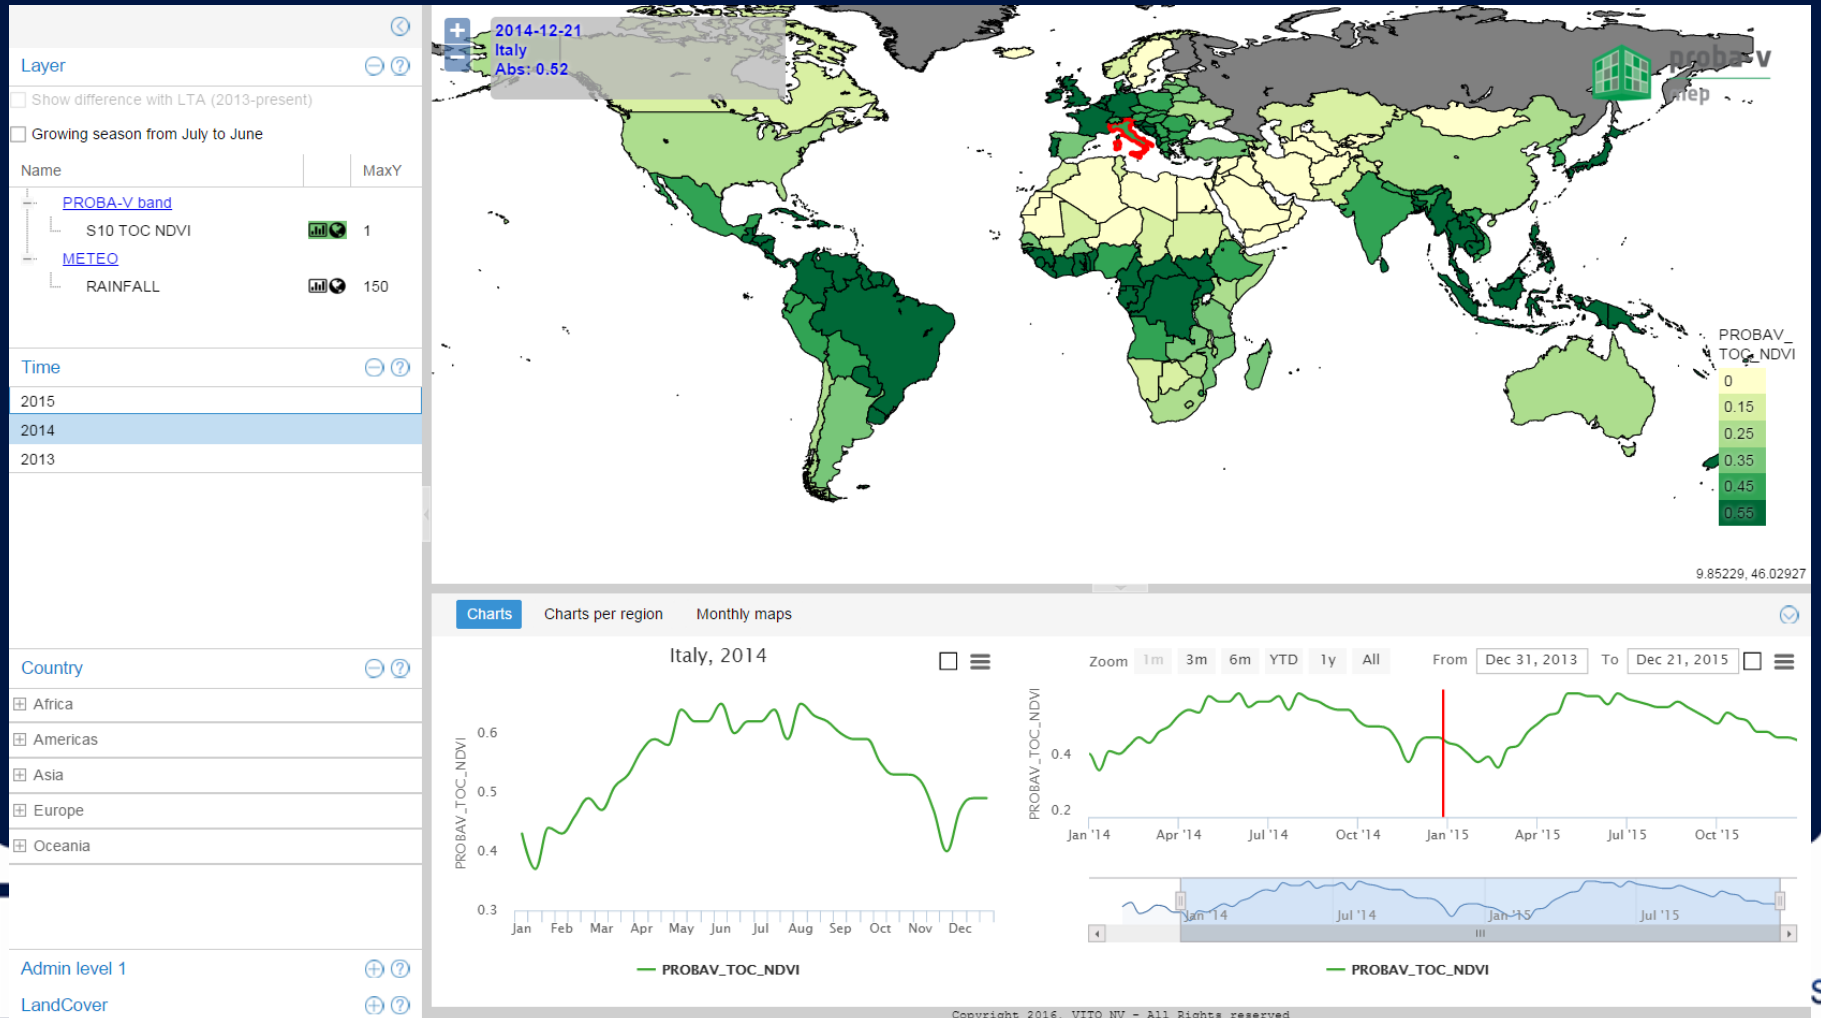 Layer
Show difference with LTA (2013-present)
Growing season from July to June
Name MaxY
PROBA-V band
S10 TOC NDVI 1
METEO
RAINFALL 150
Time
2015
2014
2013
Country
Africa
Americas
Asia
Europe
Oceania
Admin level 1
LandCover
+
2014-12-21
Italy
Abs: 0.52
proba-v
mep
PROBAV_
TOC_NDVI
0
0.15
0.25
0.35
0.45
0.55
9.85229, 46.02927
Charts Charts per region Monthly maps
Italy, 2014
PROBAV_TOC_NDVI
0.6
0.5
0.4
0.3
Jan Feb Mar Apr May Jun Jul Aug Sep Oct Nov Dec
PROBAV_TOC_NDVI
Zoom 1m 3m 6m YTD 1y All From Dec 31, 2013 To Dec 21, 2015
PROBAV_TOC_NDVI
0.4
0.2
Jan '14 Apr '14 Jul '14 Oct '14 Jan '15 Apr '15 Jul '15 Oct '15
Jan '14 Jul '14 Jan '15 Jul '15
PROBAV_TOC_NDVI
S
Copyright 2016, VITO NV - All Rights reserved